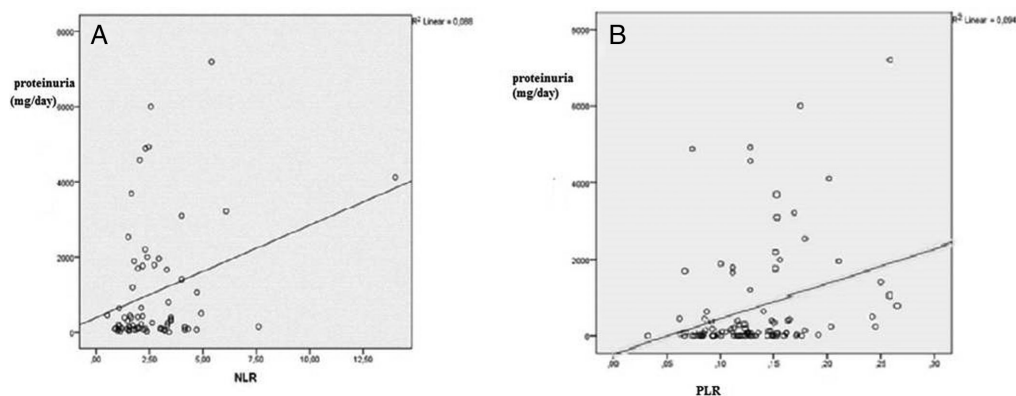 A
R² Linear = 0,088
8000
proteinuria
(mg/day)
6000
4000
2000
0
,00
2,50
5,00
7,50
10,00
12,50
NLR
B
R² Linear = 0,094
8000
proteinuria
(mg/day)
6000
4000
2000
0
,00
,05
,10
,15
,20
,25
,30
PLR